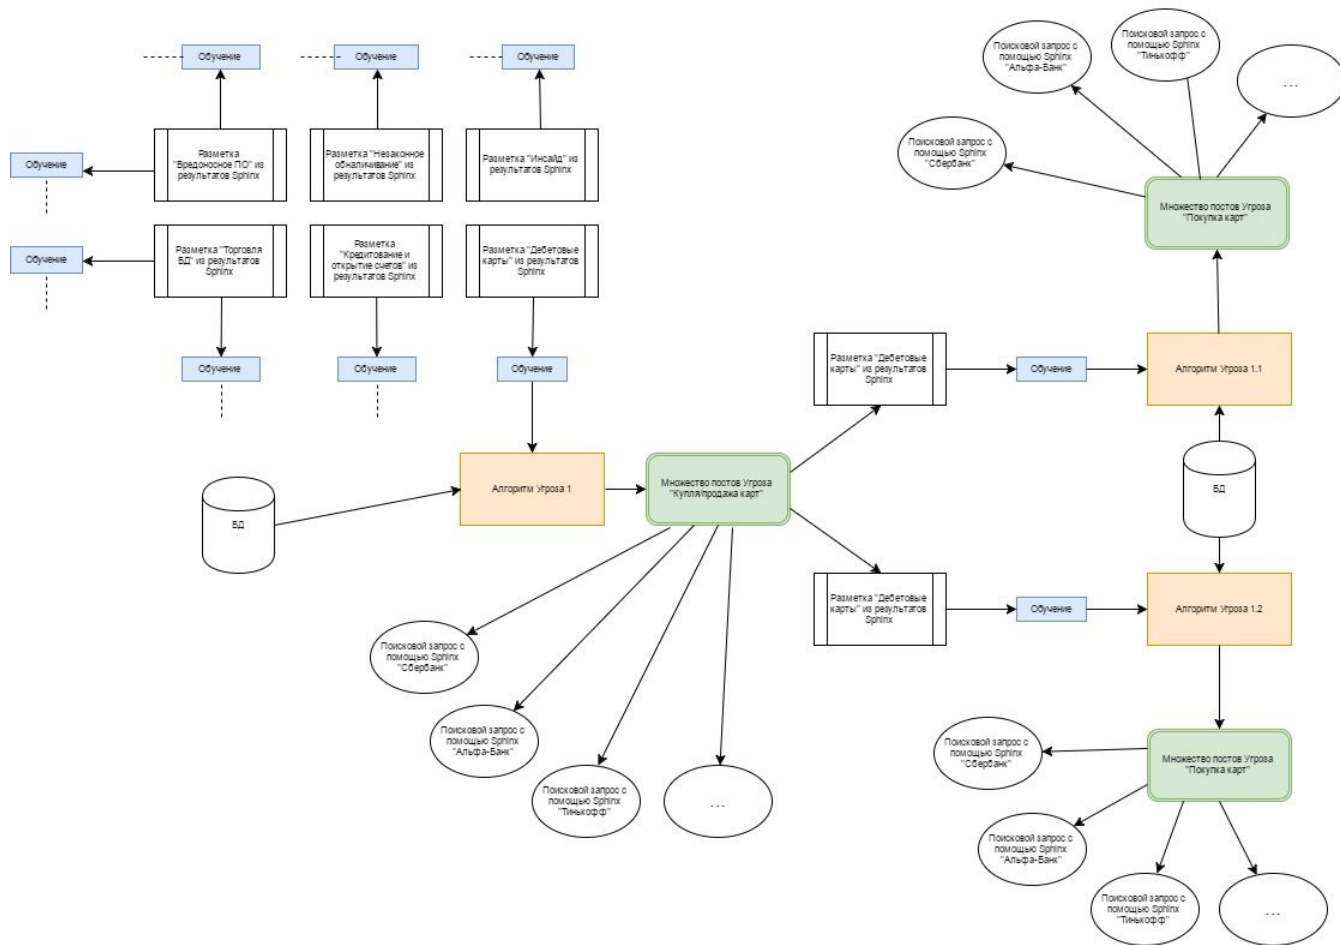 Обучение
Обучение
Обучение
Поисковой запрос с
помощью Sphinx
"Альфа-Банк"
Поисковой запрос с
помощью Sphinx
"Тинькофф"
...
Обучение
Разметка
"Вредоносное ПО" из
результатов Sphinx
Разметка "Незаконное
обналичивание" из
результатов Sphinx
Разметка "Инсайд" из
результатов Sphinx
Поисковой запрос с
помощью Sphinx
"Сбербанк"
Множество постов Угроза
"Покупка карт"
Обучение
Разметка "Торговля
БД" из результатов
Sphinx
Разметка
"Кредитование и
открытие счетов" из
результатов Sphinx
Разметка "Дебетовые
карты" из результатов
Sphinx
Обучение
Обучение
Обучение
Разметка "Дебетовые
карты" из результатов
Sphinx
Обучение
Алгоритм Угроза 1.1
БД
Алгоритм Угроза 1
Множество постов Угроза
"Купля/продажа карт"
БД
Разметка "Дебетовые
карты" из результатов
Sphinx
Обучение
Алгоритм Угроза 1.2
Поисковой запрос с
помощью Sphinx
"Сбербанк"
Поисковой запрос с
помощью Sphinx
"Альфа-Банк"
Поисковой запрос с
помощью Sphinx
"Тинькофф"
...
Поисковой запрос с
помощью Sphinx
"Сбербанк"
Множество постов Угроза
"Покупка карт"
Поисковой запрос с
помощью Sphinx
"Альфа-Банк"
Поисковой запрос с
помощью Sphinx
"Тинькофф"
...